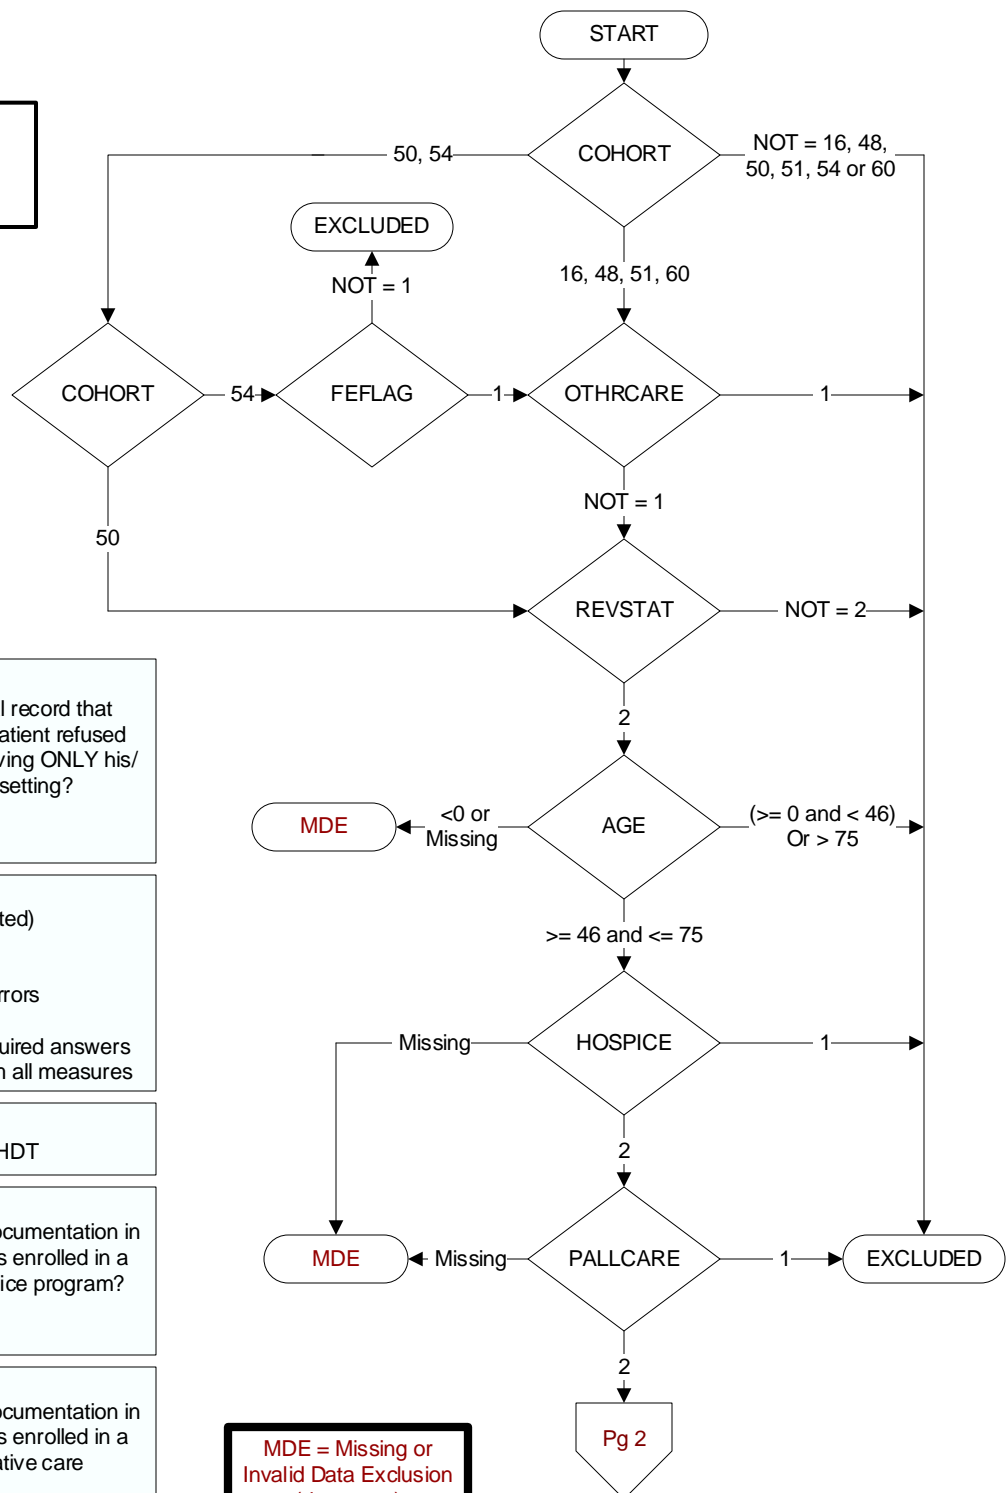 START
COHORT
50, 54
NOT = 16, 48,
50, 51, 54 or 60
EXCLUDED
NOT = 1
16, 48, 51, 60
COHORT
54
FEFLAG
1
OTHRCARE
1
NOT = 1
50
REVSTAT
NOT = 2
2
l record that
atient refused
ving ONLY his/
setting?
MDE
<0 or
Missing
AGE
(>= 0 and < 46)
Or > 75
ted)
rrors
uired answers
n all measures
>= 46 and <= 75
Missing
HOSPICE
1
HDT
2
ocumentation in
s enrolled in a
ice program?
MDE
Missing
PALLCARE
1
EXCLUDED
2
ocumentation in
s enrolled in a
ative care
Pg 2
MDE = Missing or
Invalid Data Exclusion